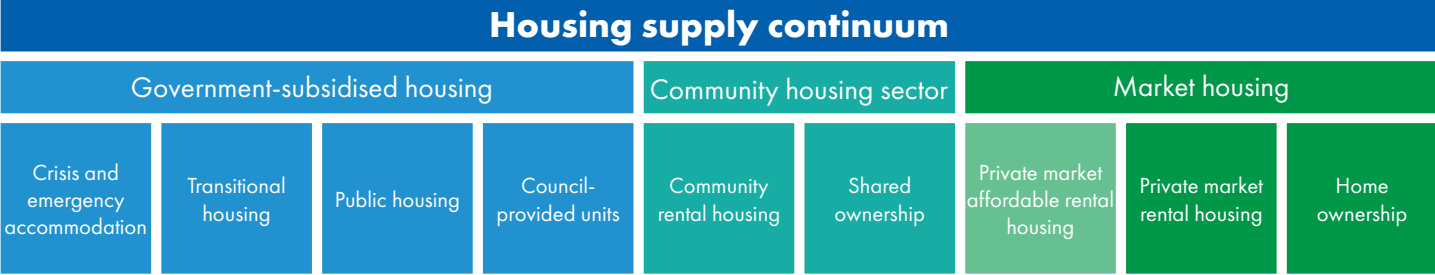 Housing supply continuum
Government-subsidised housing
Community housing sector
Market housing
Crisis and
emergency
accommodation
Transitional
housing
Public housing
Council-
provided units
Community
rental housing
Shared
ownership
Private market
affordable rental
housing
Private market
rental housing
Home
ownership